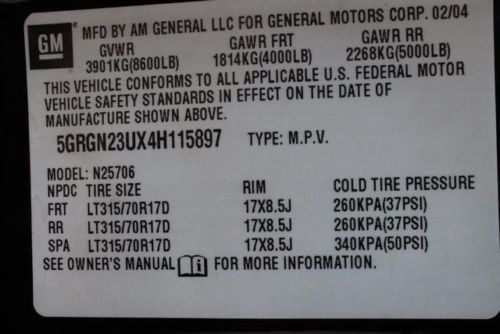 GM MFD BY AM GENERAL LLC FOR GENERAL MOTORS CORP. 02/04
GVWR GAWR FRT GAWR RR
3901KG(8600LB) 1814KG(4000LB) 2268KG(5000LB)
THIS VEHICLE CONFORMS TO ALL APPLICABLE U.S. FEDERAL MOTOR
VEHICLE SAFETY STANDARDS IN EFFECT ON THE DATE OF
MANUFACTURE SHOWN ABOVE.
5GRGN23UX4H115897 TYPE: M.P.V.
MODEL: N25706
NPDC TIRE SIZE RIM COLD TIRE PRESSURE
FRT LT315/70R17D 17X8.5J 260KPA(37PSI)
RR LT315/70R17D 17X8.5J 260KPA(37PSI)
SPA LT315/70R17D 17X8.5J 340KPA(50PSI)
SEE OWNER'S MANUAL FOR MORE INFORMATION.